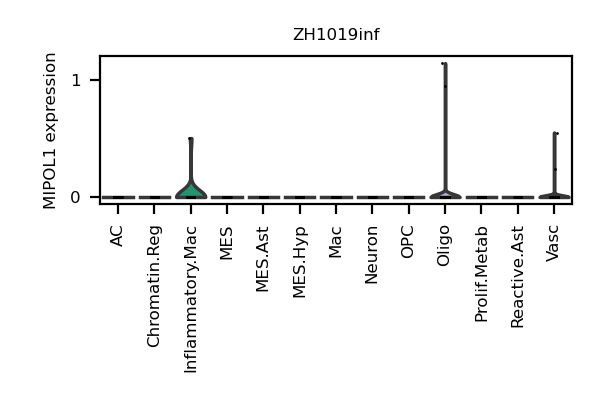 ZH1019inf
MIPOL1 expression
1
0
AC
Chromatin.Reg
Inflammatory.Mac
MES
MES.Ast
MES.Hyp
Mac
Neuron
OPC
Oligo
Prolif.Metab
Reactive.Ast
Vasc